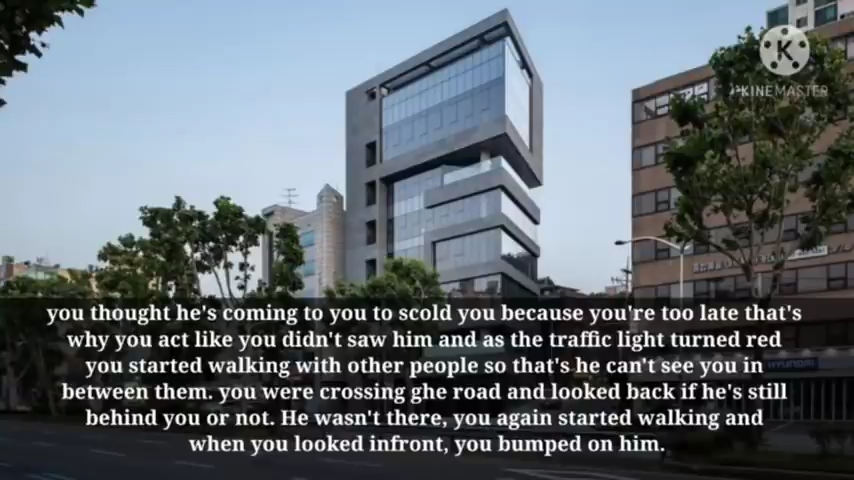 K
KINEMASTER
HYUNDAI
you thought he's coming to you to scold you because you're too late that's
why you act like you didn't saw him and as the traffic light turned red
you started walking with other people so that's he can't see you in
between them. you were crossing ghe road and looked back if he's still
behind you or not. He wasn't there, you again started walking and
when you looked infront, you bumped on him.